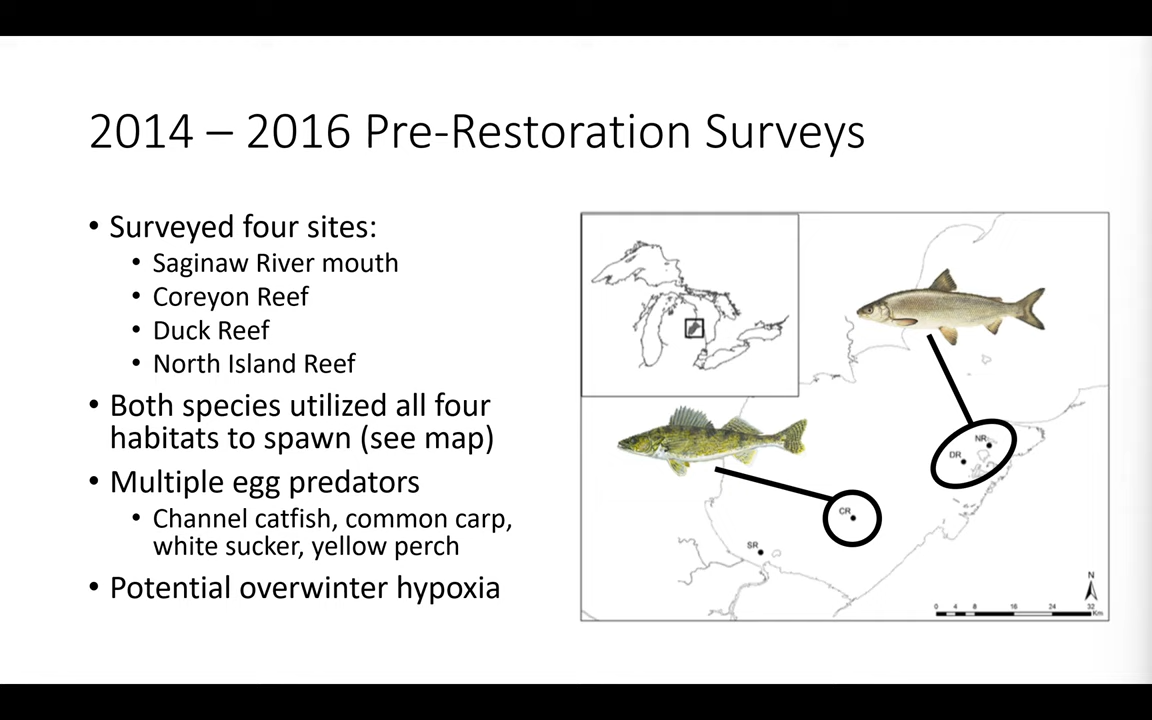 2014 – 2016 Pre-Restoration Surveys
• Surveyed four sites:
• Saginaw River mouth
• Coreyon Reef
• Duck Reef
• North Island Reef
• Both species utilized all four
habitats to spawn (see map)
• Multiple egg predators
• Channel catfish, common carp,
white sucker, yellow perch
• Potential overwinter hypoxia
NR
DR
CR
SR
N
0 4 8 16 24 32
Km